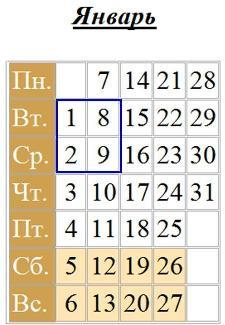 Январь
Пн. 7 14 21 28
Вт. 1 8 15 22 29
Ср. 2 9 16 23 30
Чт. 3 10 17 24 31
Пт. 4 11 18 25
Сб. 5 12 19 26
Вс. 6 13 20 27